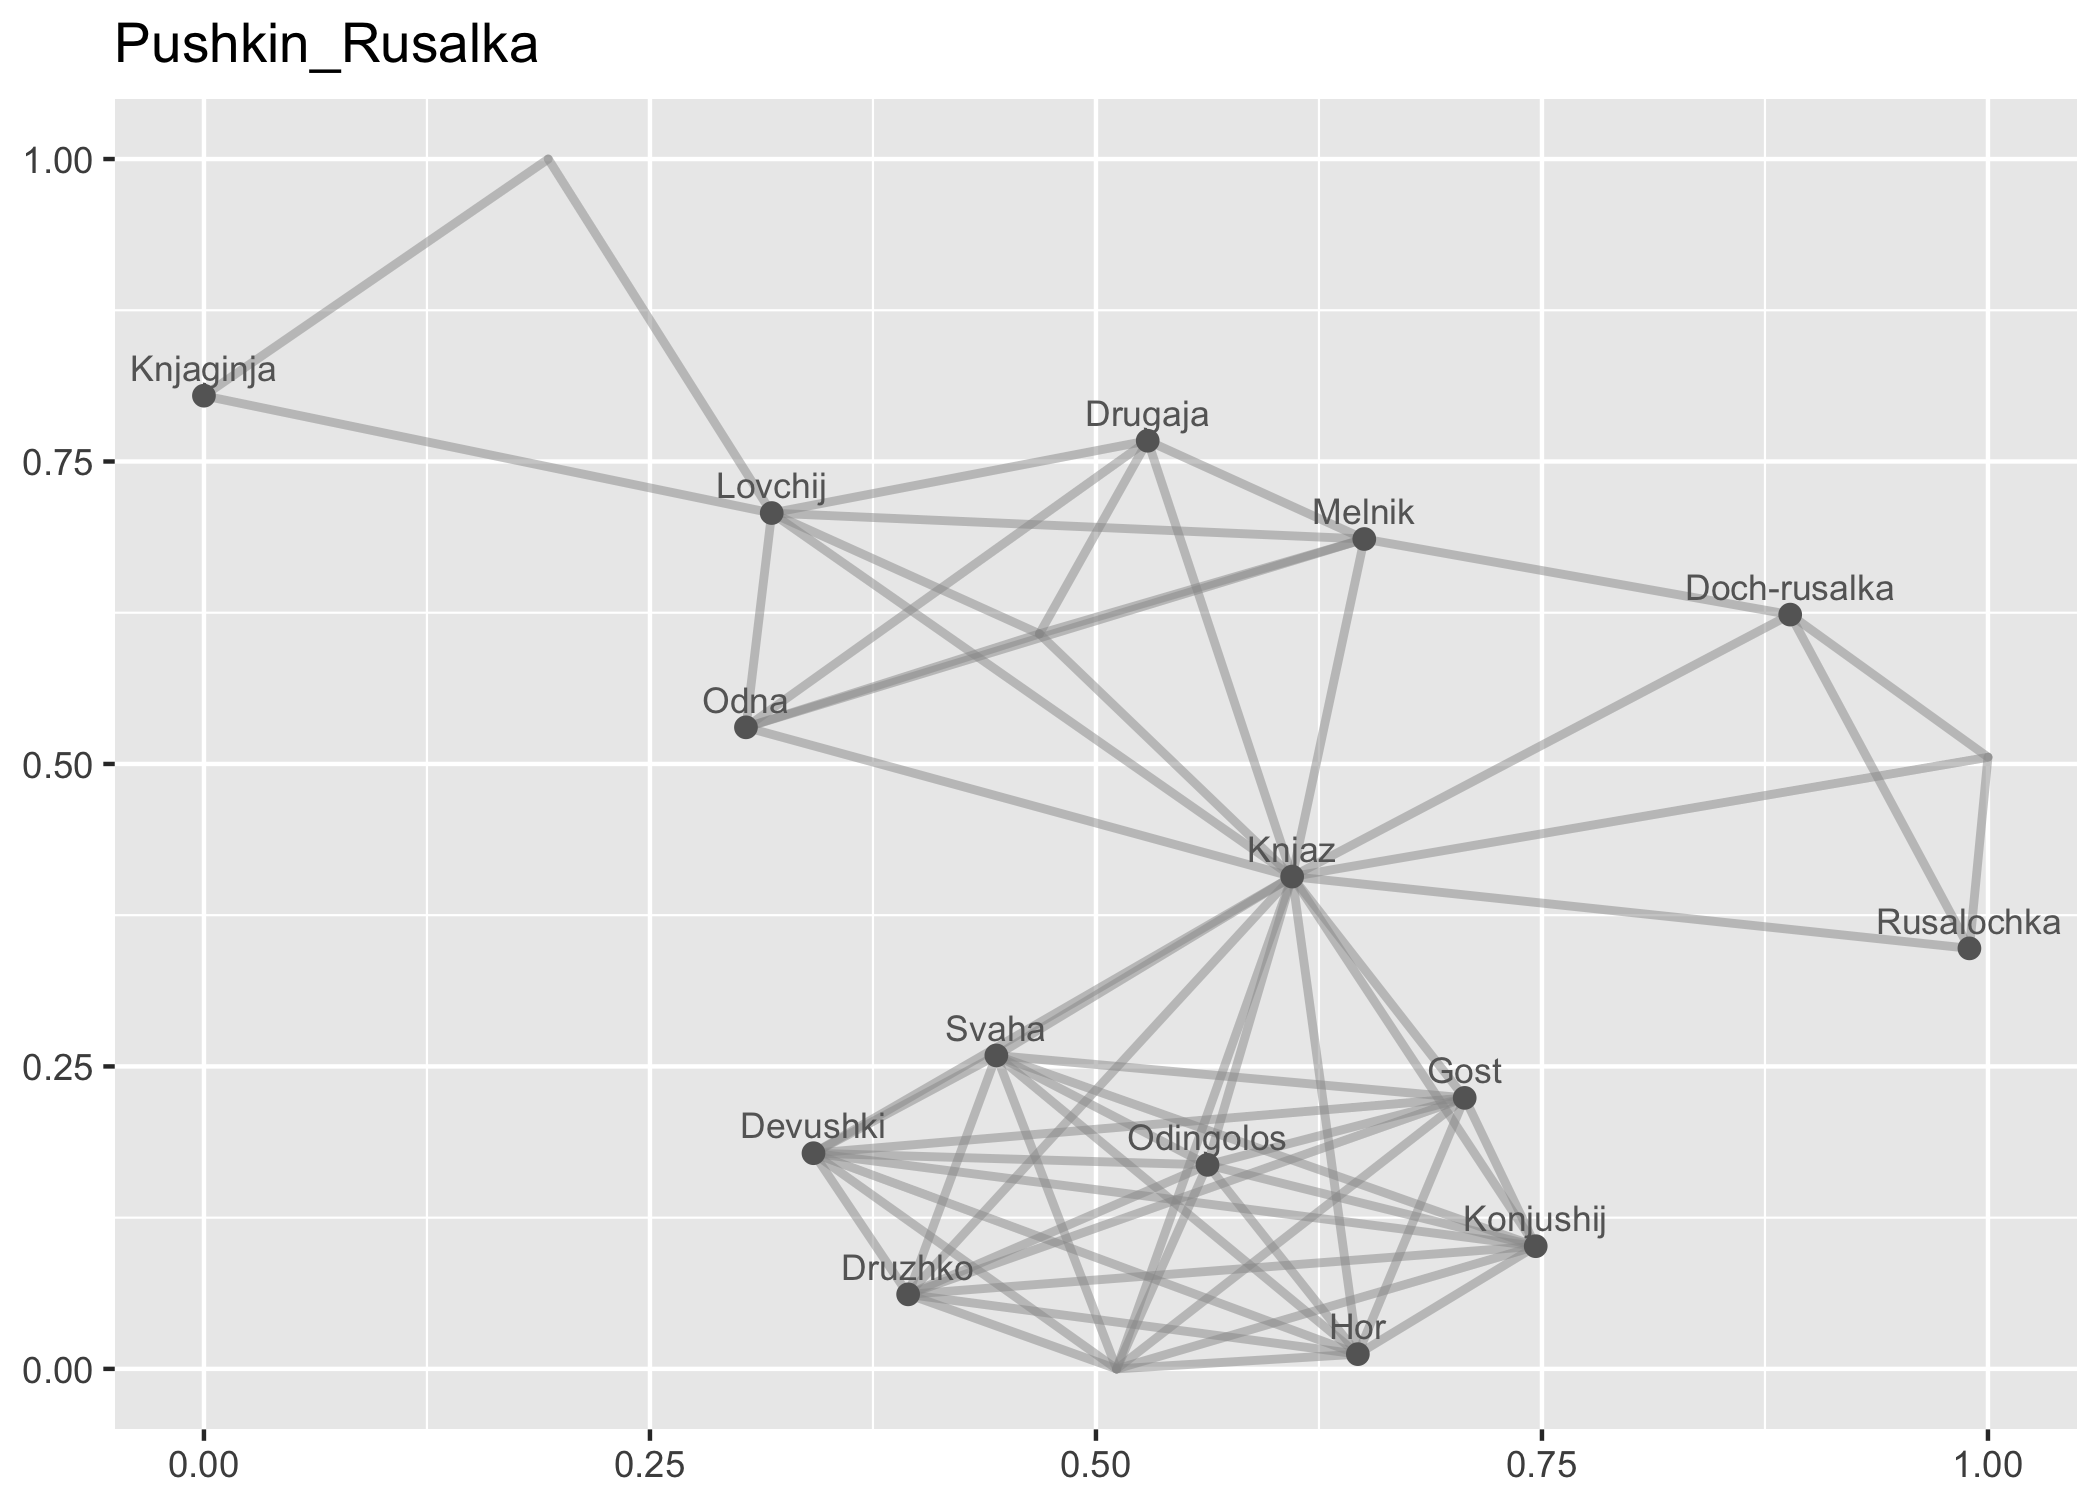 Pushkin_Rusalka
1.00
Knjaginja
Drugaja
0.75
Lovchij
Melnik
Doch-rusalka
Odna
0.50
Knjaz
Rusalochka
Svaha
0.25
Gost
Devushki
Odingolos
Konjushij
Druzhko
Hor
0.00
0.00 0.25 0.50 0.75 1.00